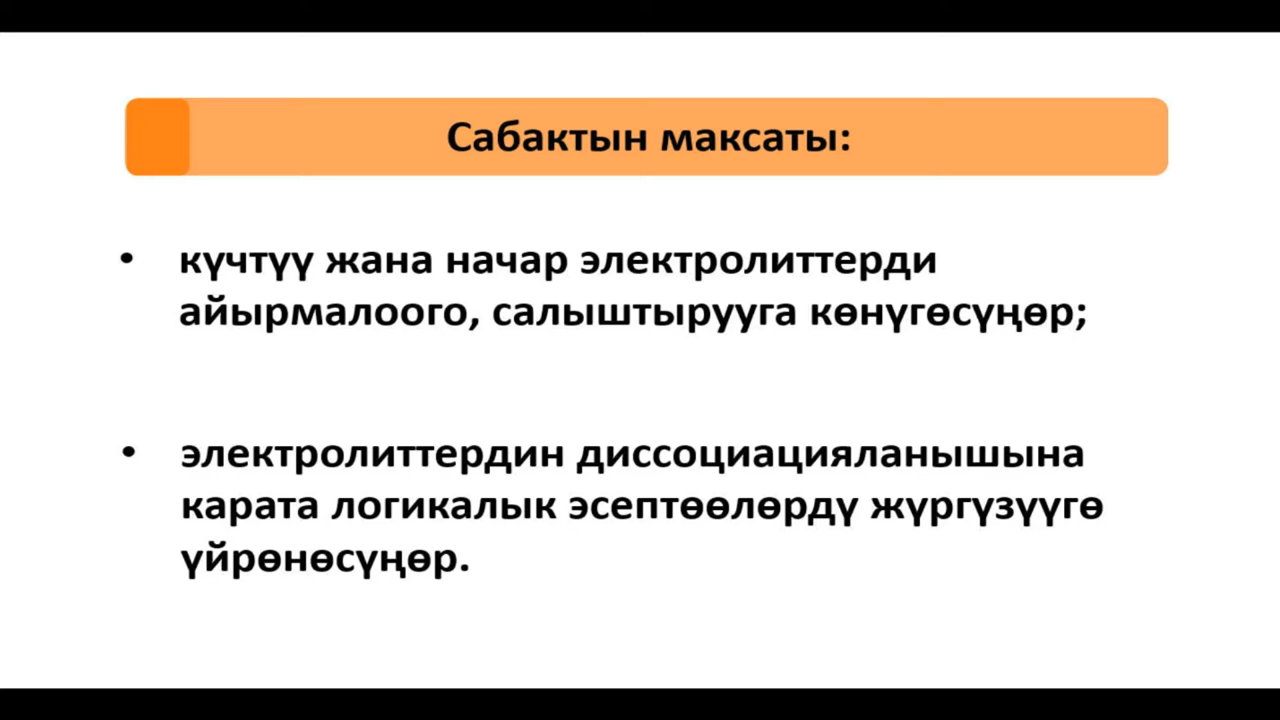 Сабактын максаты:
• күчтүү жана начар электролиттерди
айырмалоого, салыштырууга көнүгөсүңөр;
• электролиттердин диссоциацияланышына
карата логикалык эсептөөлөрдү жүргүзүүгө
үйрөнөсүңөр.